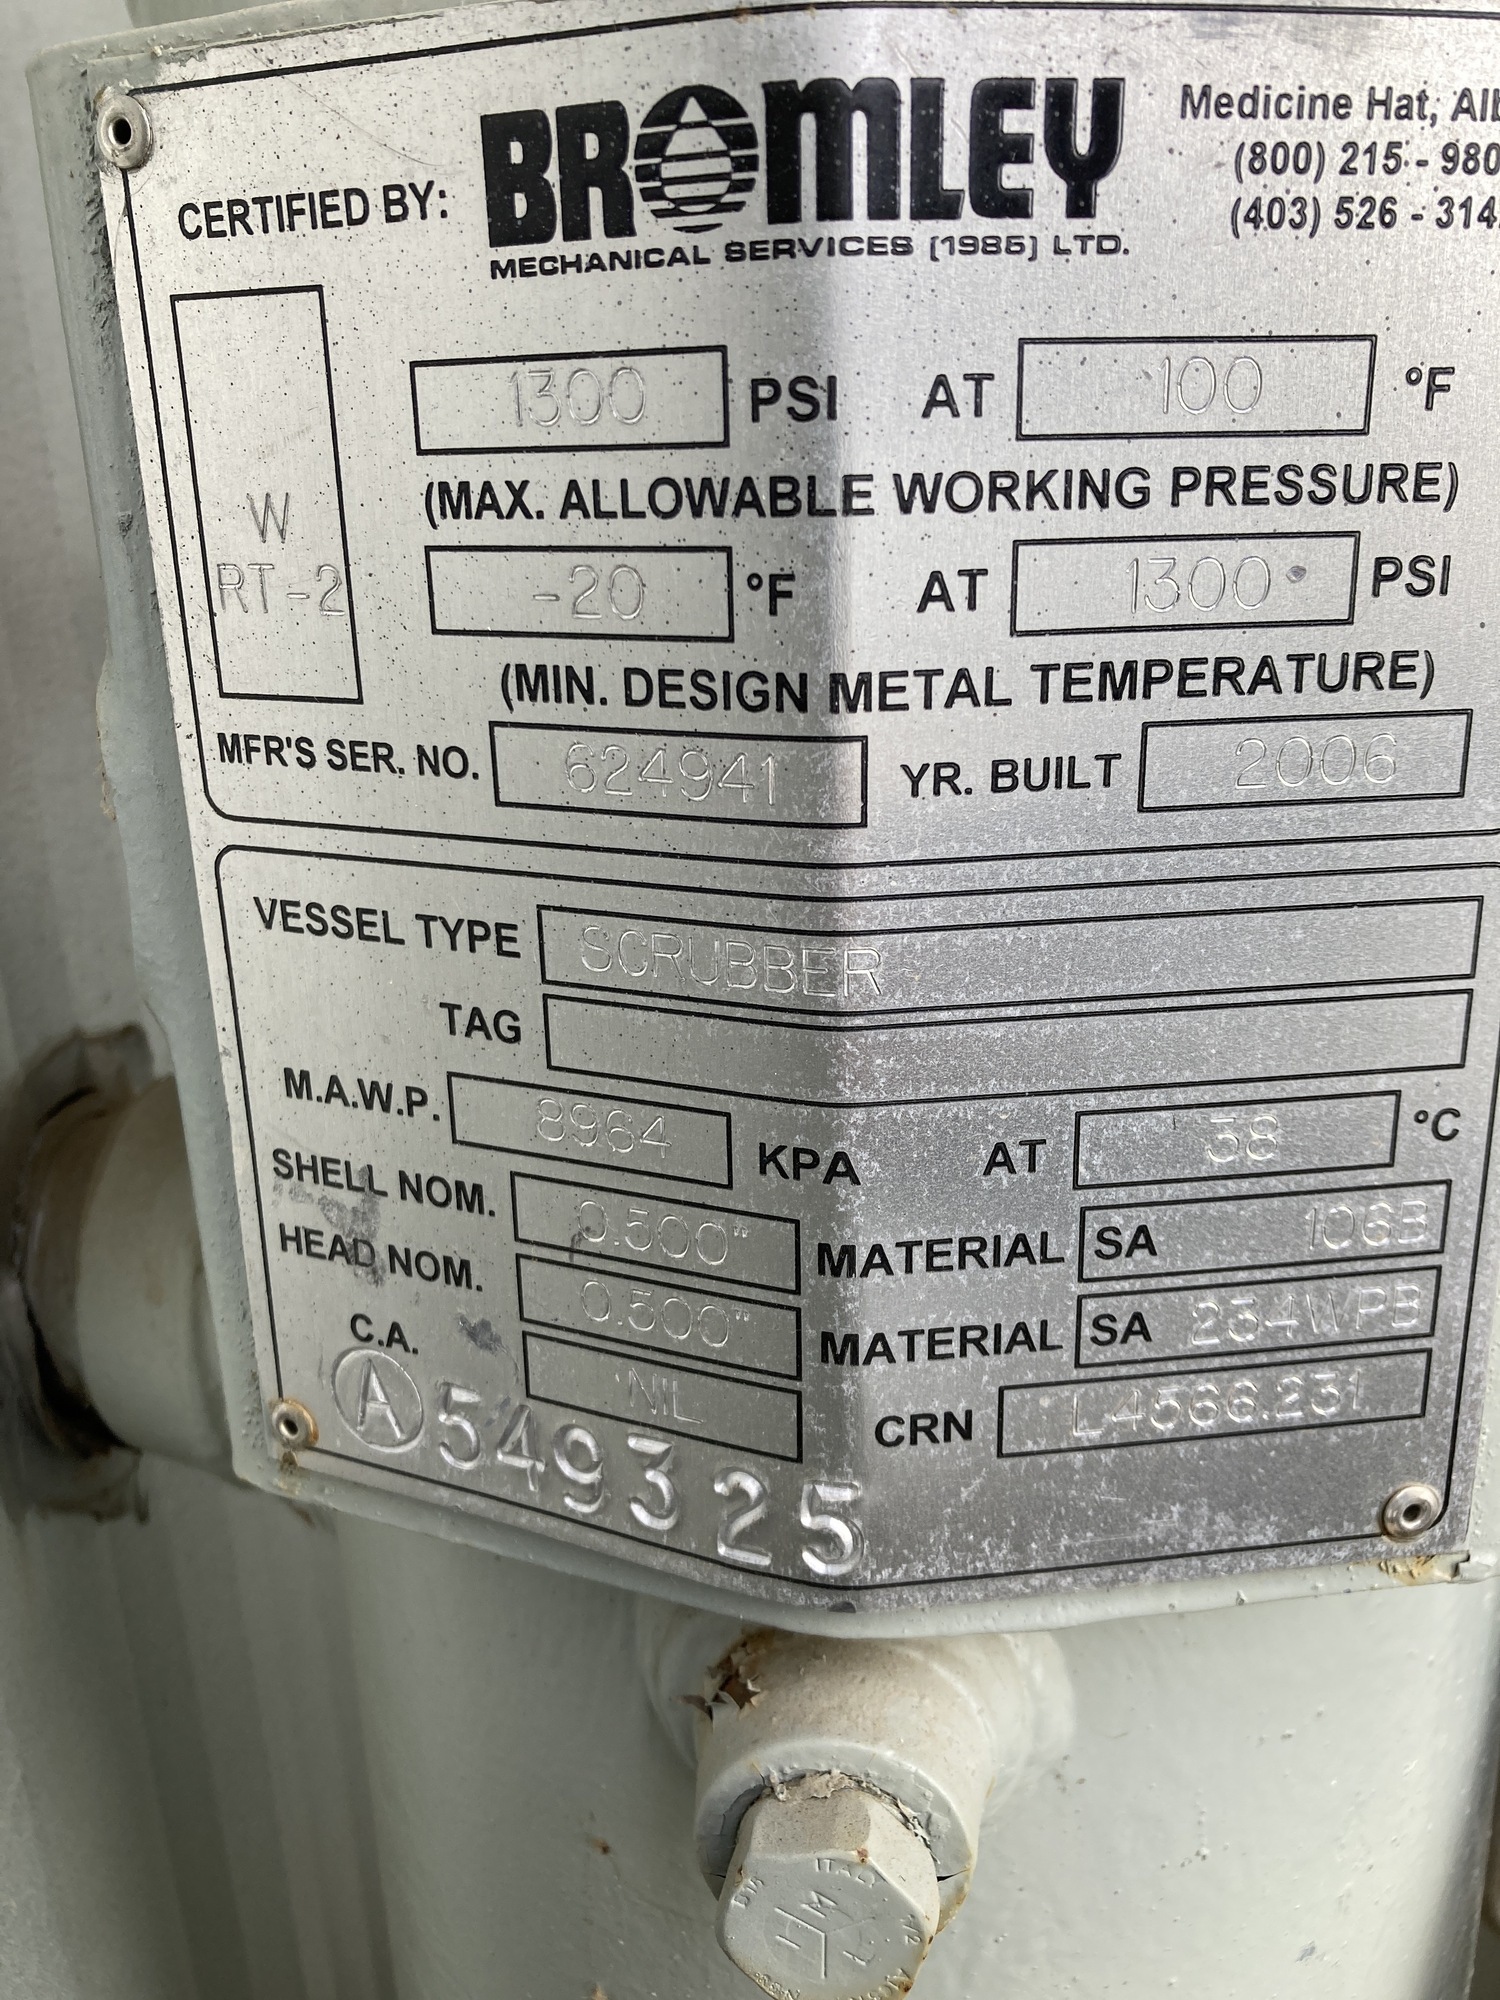 CERTIFIED BY: BROMLEY
MECHANICAL SERVICES (1985) LTD.
Medicine Hat, Alb
(800) 215 - 980
(403) 526 - 314
W
RT-2
1300 PSI AT 100 °F
(MAX. ALLOWABLE WORKING PRESSURE)
-20 °F AT 1300 PSI
(MIN. DESIGN METAL TEMPERATURE)
MFR'S SER. NO. 624941 YR. BUILT 2006
VESSEL TYPE SCRUBBER
TAG
M.A.W.P. 8964 KPA AT 38 °C
SHELL NOM. 0.500" MATERIAL SA 106B
HEAD NOM. 0.500" MATERIAL SA 234WPB
C.A. NIL CRN L4566.231
A 549325
ITALY
M